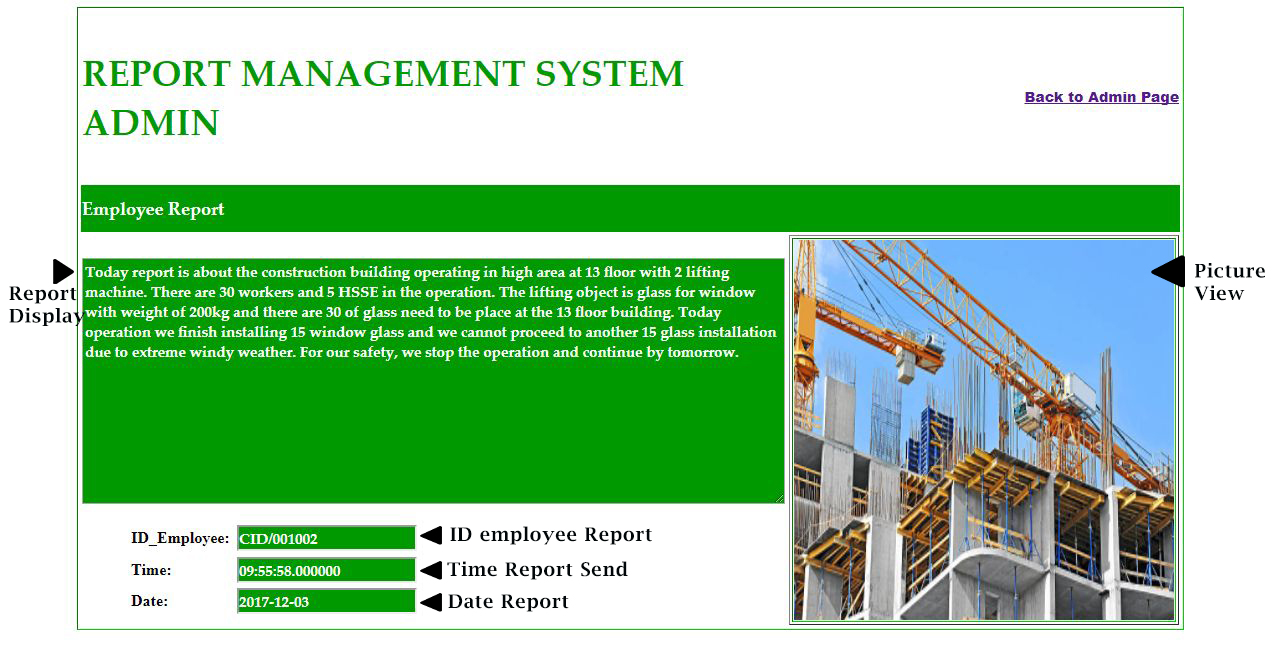 REPORT MANAGEMENT SYSTEM
ADMIN
Back to Admin Page
Employee Report
Report
Display
Today report is about the construction building operating in high area at 13 floor with 2 lifting
machine. There are 30 workers and 5 HSSE in the operation. The lifting object is glass for window
with weight of 200kg and there are 30 of glass need to be place at the 13 floor building. Today
operation we finish installing 15 window glass and we cannot proceed to another 15 glass installation
due to extreme windy weather. For our safety, we stop the operation and continue by tomorrow.
Picture
View
ID_Employee: CID/001002 ID employee Report
Time: 09:55:58.000000 Time Report Send
Date: 2017-12-03 Date Report